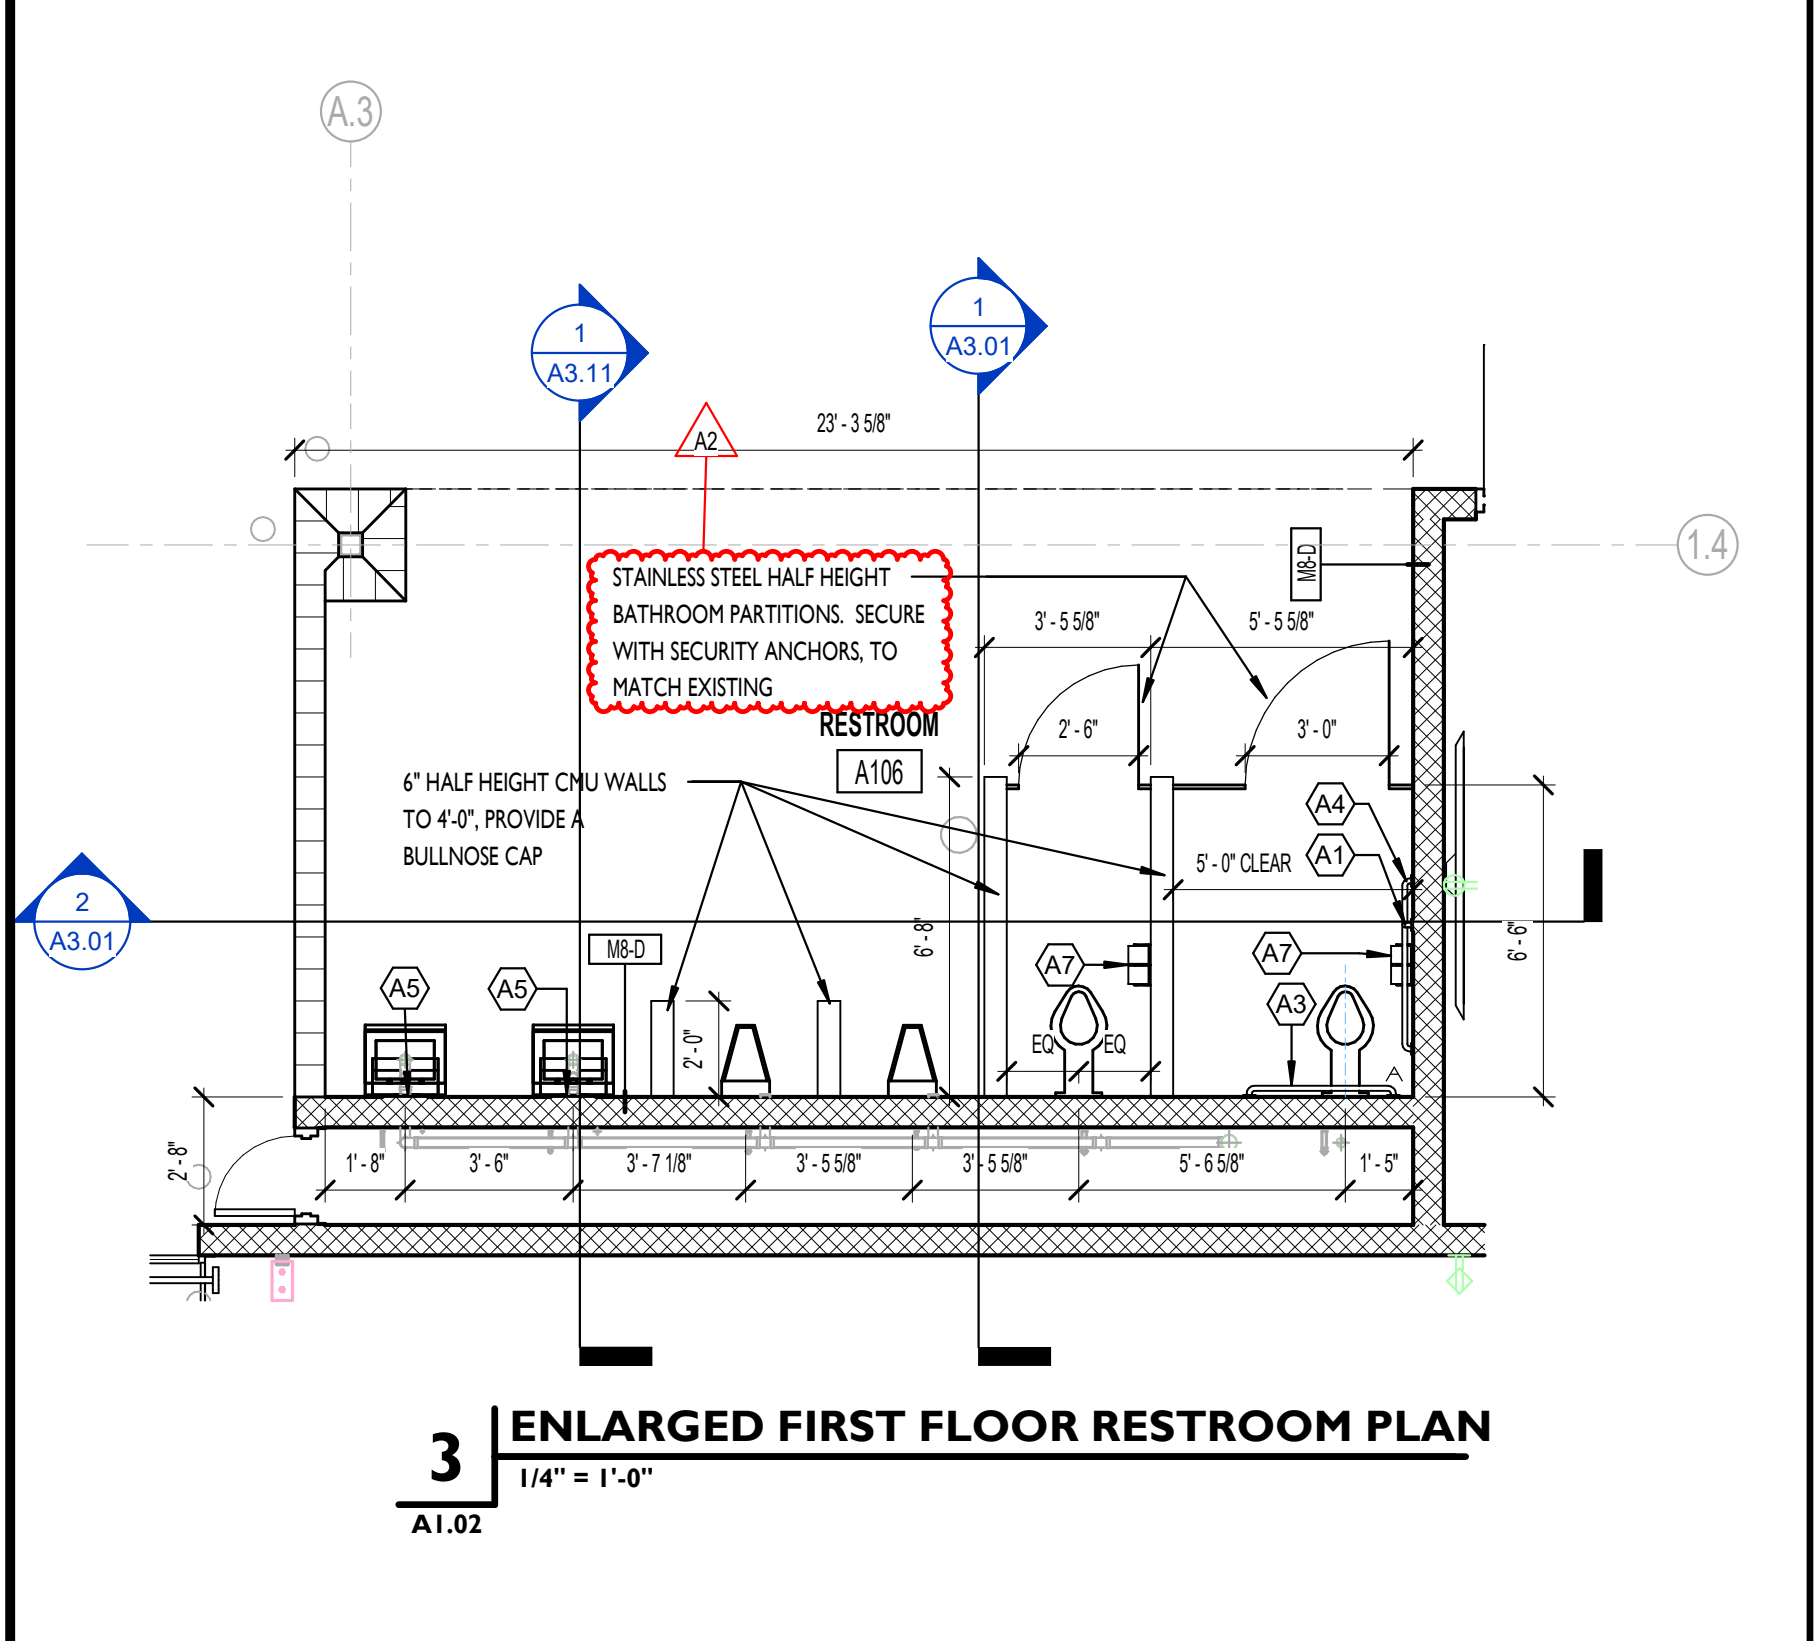 A.3
1
A3.01
1
A3.11
23' - 3 5/8"
A2
1.4
M8-D
STAINLESS STEEL HALF HEIGHT
BATHROOM PARTITIONS. SECURE
WITH SECURITY ANCHORS, TO
MATCH EXISTING
3' - 5 5/8"
5' - 5 5/8"
RESTROOM
A106
2' - 6"
3' - 0"
6" HALF HEIGHT CMU WALLS
TO 4'-0", PROVIDE A
BULLNOSE CAP
A4
A1
5' - 0" CLEAR
2
A3.01
6' - 8"
6' - 6"
M8-D
A7
A7
A5
A5
A3
2' - 0"
EQ
EQ
A
2' - 8"
1' - 8"
3' - 6"
3' - 7 1/8"
3' - 5 5/8"
3' - 5 5/8"
5' - 6 5/8"
1' - 5"
3
ENLARGED FIRST FLOOR RESTROOM PLAN
1/4" = 1'-0"
A1.02